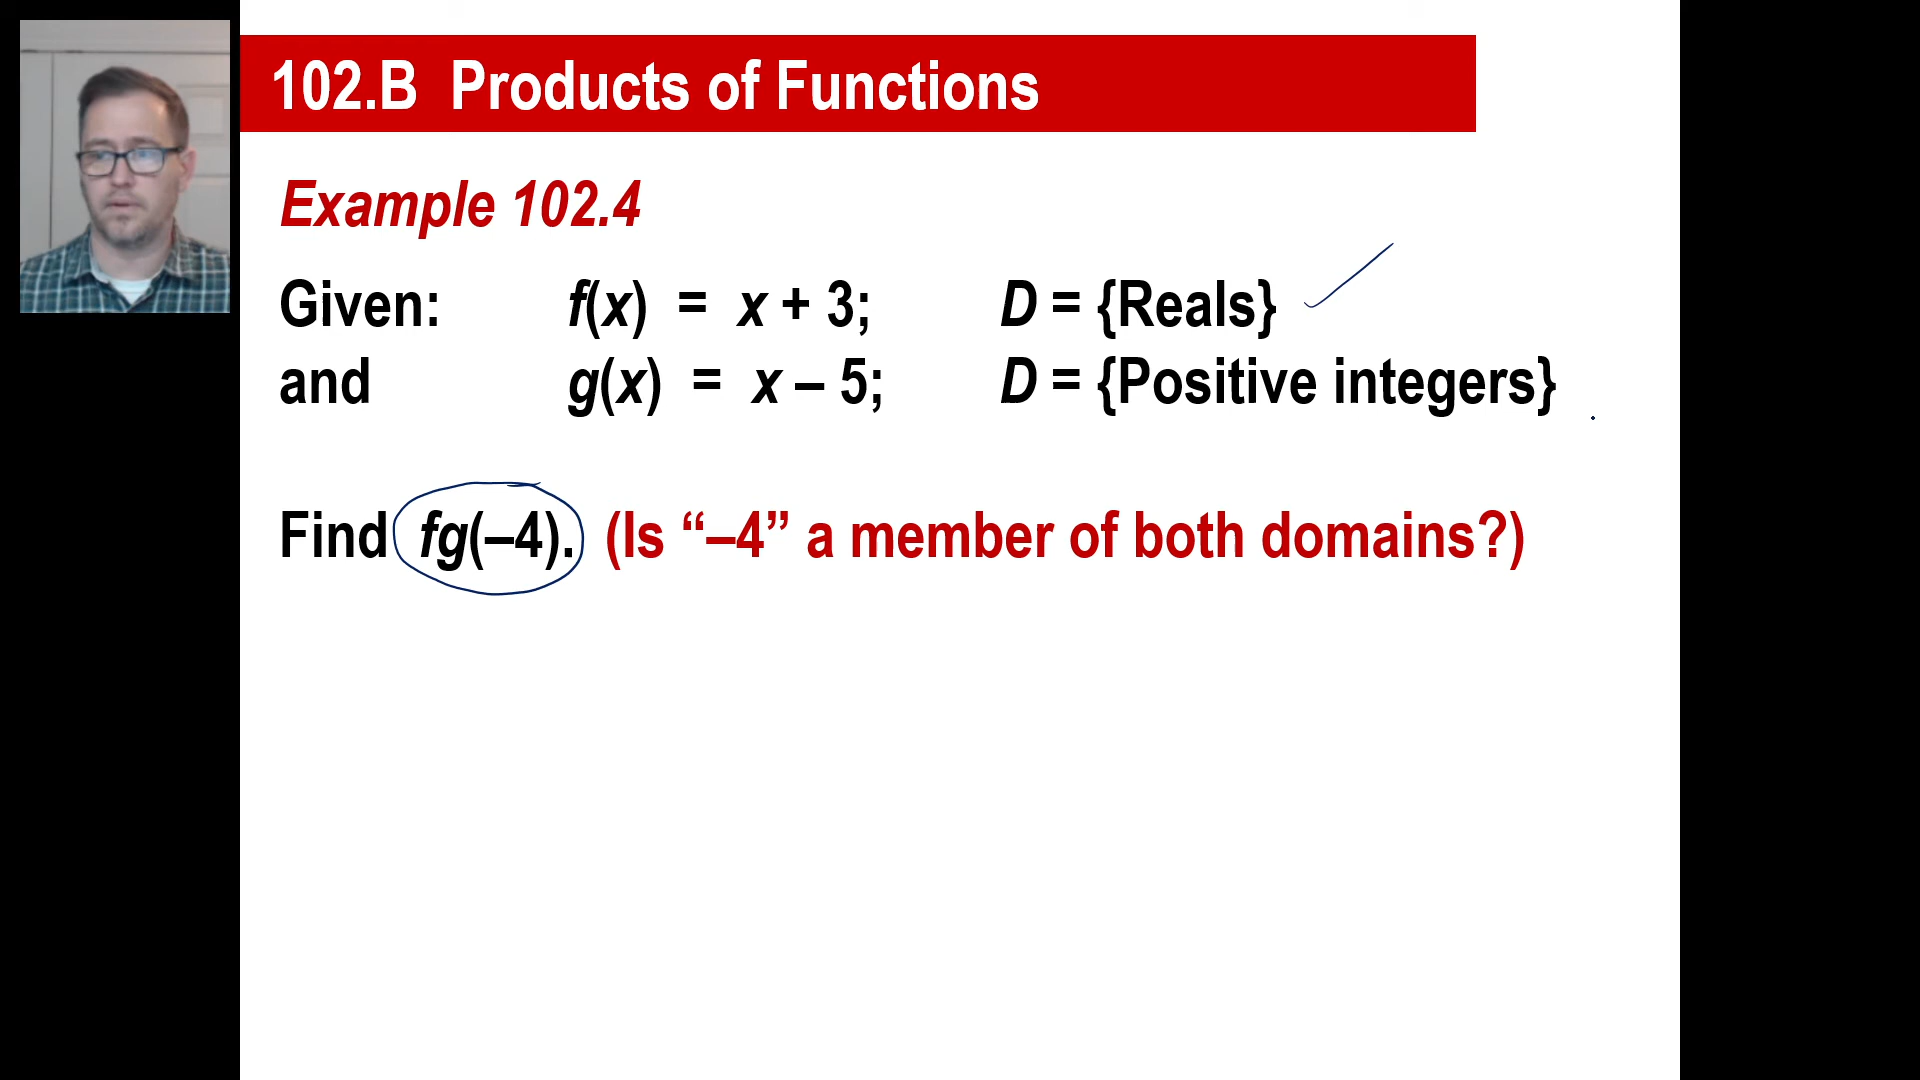 102.B Products of Functions
Example 102.4
Given: f(x) = x + 3; D = {Reals}
and g(x) = x – 5; D = {Positive integers}
Find fg(–4). (Is “–4” a member of both domains?)